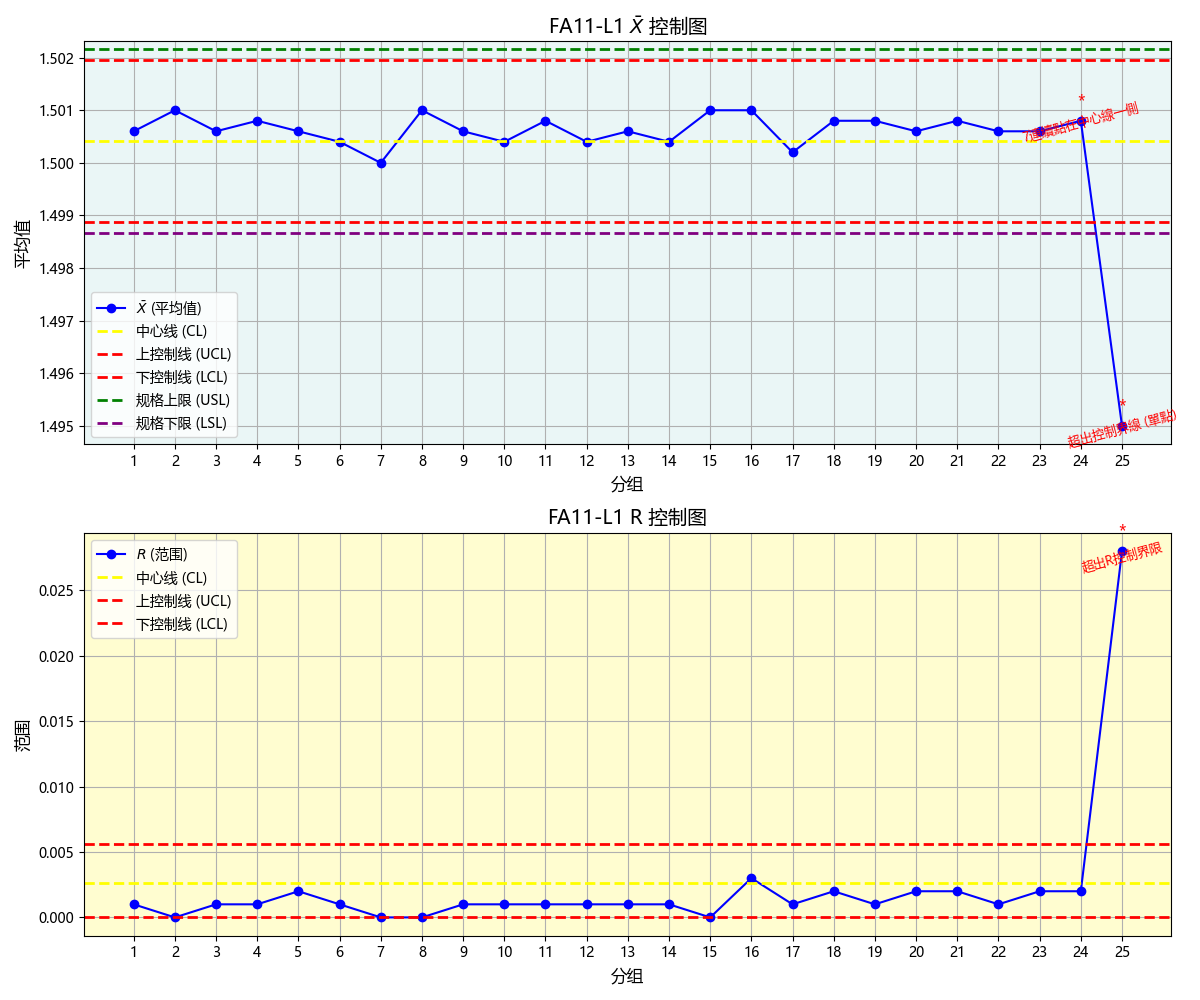 FA11-L1 X̄ 控制图
1.502
1.501
1.500
1.499
1.498
1.497
1.496
1.495
平均值
*
7連續點在中心線一側
*
超出控制界線 (單點)
X̄ (平均值)
中心线 (CL)
上控制线 (UCL)
下控制线 (LCL)
规格上限 (USL)
规格下限 (LSL)
1 2 3 4 5 6 7 8 9 10 11 12 13 14 15 16 17 18 19 20 21 22 23 24 25
分组
FA11-L1 R 控制图
*
超出R控制界限
R (范围)
中心线 (CL)
上控制线 (UCL)
下控制线 (LCL)
0.025
0.020
0.015
0.010
0.005
0.000
范围
1 2 3 4 5 6 7 8 9 10 11 12 13 14 15 16 17 18 19 20 21 22 23 24 25
分组